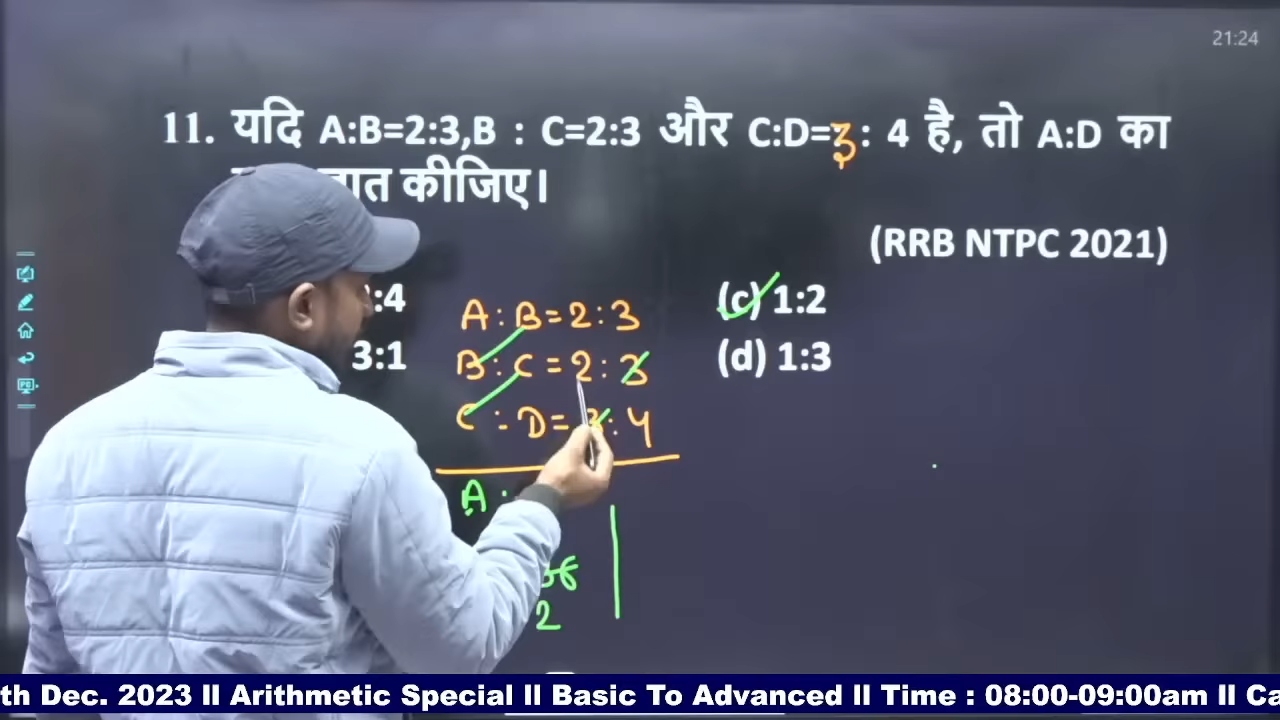 21:24
11. यदि A:B=2:3,B : C=2:3 और C:D=3: 4 है, तो A:D का
कीजिए।
(RRB NTPC 2021)
:4
3:1
A:B=2:3
B:C=2:3
C:D=3:4
A:
36
2
(c) 1:2
(d) 1:3
th Dec. 2023 II Arithmetic Special II Basic To Advanced II Time : 08:00-09:00am II Ca